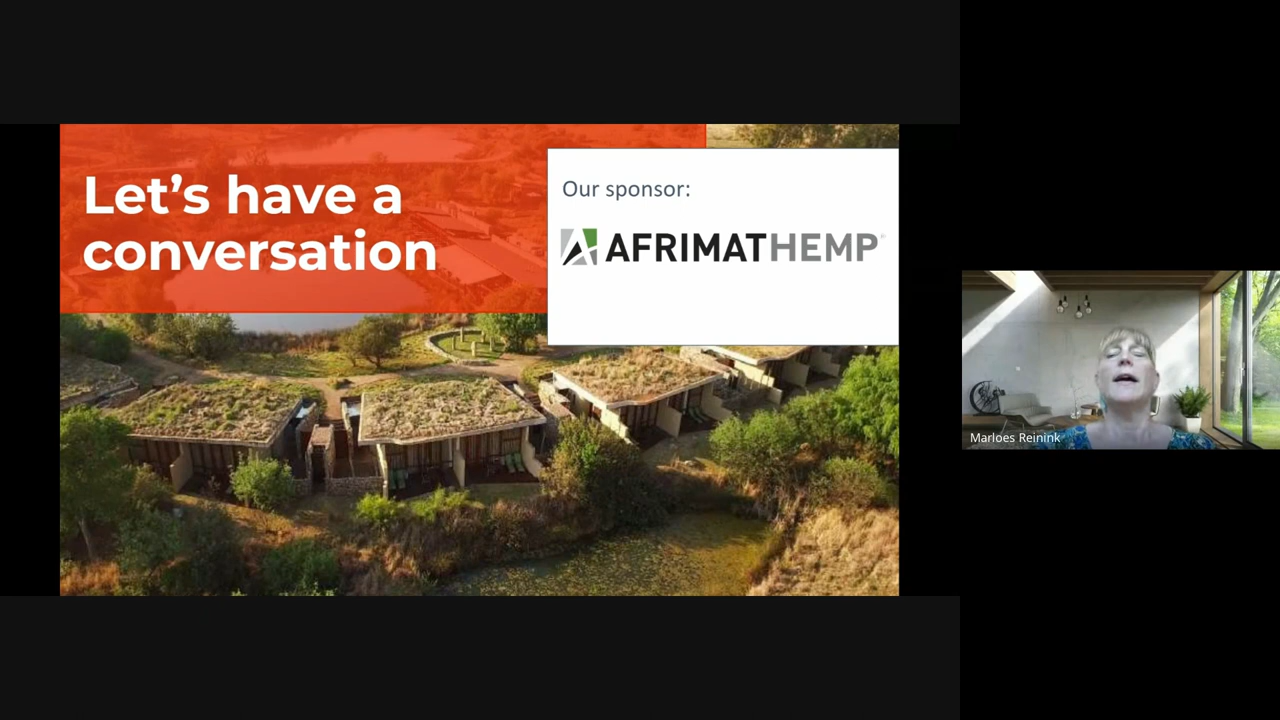 Let’s have a
conversation
Our sponsor:
AFRIMATHEMP
Marloes Reinink